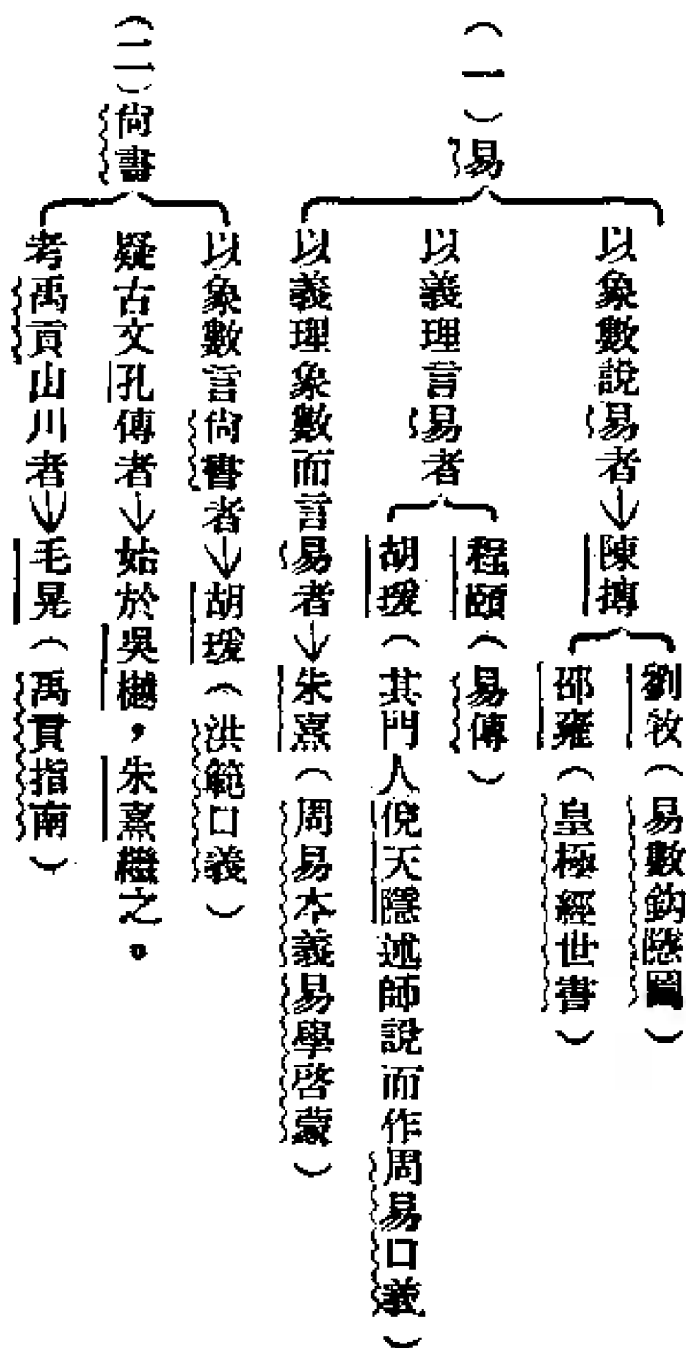 （一）易
以象數說易者→陳摶
劉敇（易數鈎隱圖）
邵雍（皇極經世書）
以義理言易者
程頤（易傳）
胡瑗（其門人倪天隱述師說而作周易口義）
以義理象數而言易者→朱熹（周易本義易學啓蒙）
（二）尙書
以象數言尙書者→胡瑗（洪範口義）
疑古文孔傳者→始於吳棫，朱熹繼之。
考禹貢山川者→毛晃（禹貢指南）